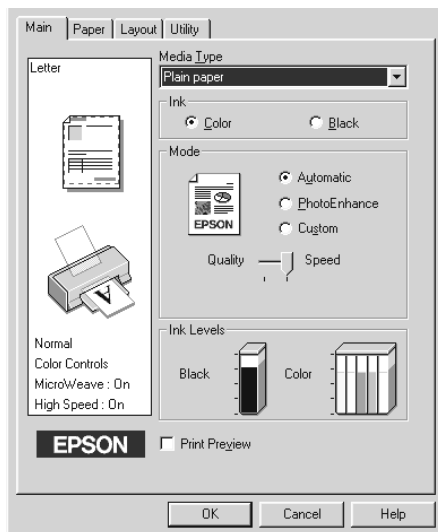 Main Paper Layout Utility
Letter
Media Type
Plain paper
Ink
Color Black
Mode
EPSON
Automatic
PhotoEnhance
Custom
Quality Speed
A
Normal
Color Controls
MicroWeave : On
High Speed : On
Ink Levels
Black Color
EPSON
Print Preview
OK Cancel Help